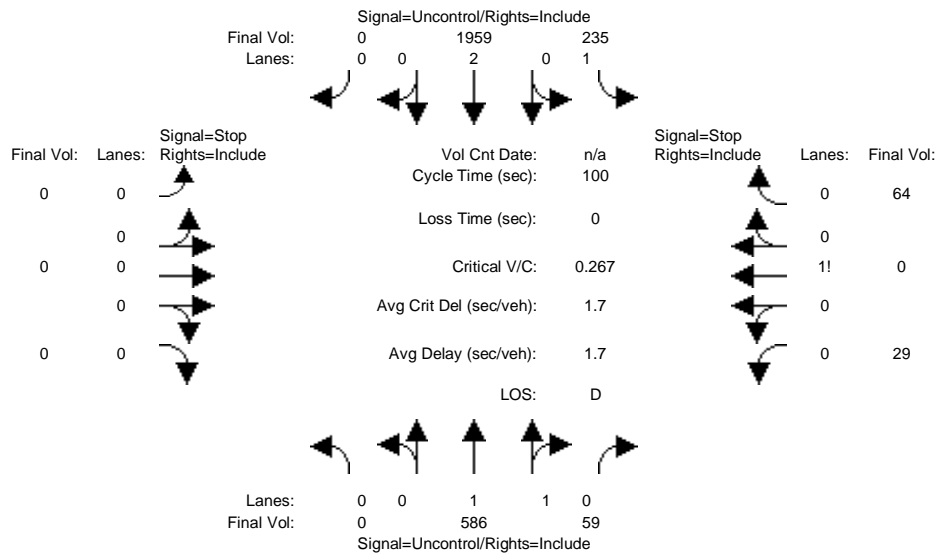 Signal=Uncontrol/Rights=Include
Final Vol: 0 1959 235
Lanes: 0 0 2 0 1
Signal=Stop Signal=Stop
Final Vol: Lanes: Rights=Include Vol Cnt Date: n/a Rights=Include Lanes: Final Vol:
Cycle Time (sec): 100
0 0 0 64
Loss Time (sec): 0
0 0
0 0 Critical V/C: 0.267 1! 0
0 Avg Crit Del (sec/veh): 1.7 0
0 0 Avg Delay (sec/veh): 1.7 0 29
LOS: D
Lanes: 0 0 1 1 0
Final Vol: 0 586 59
Signal=Uncontrol/Rights=Include